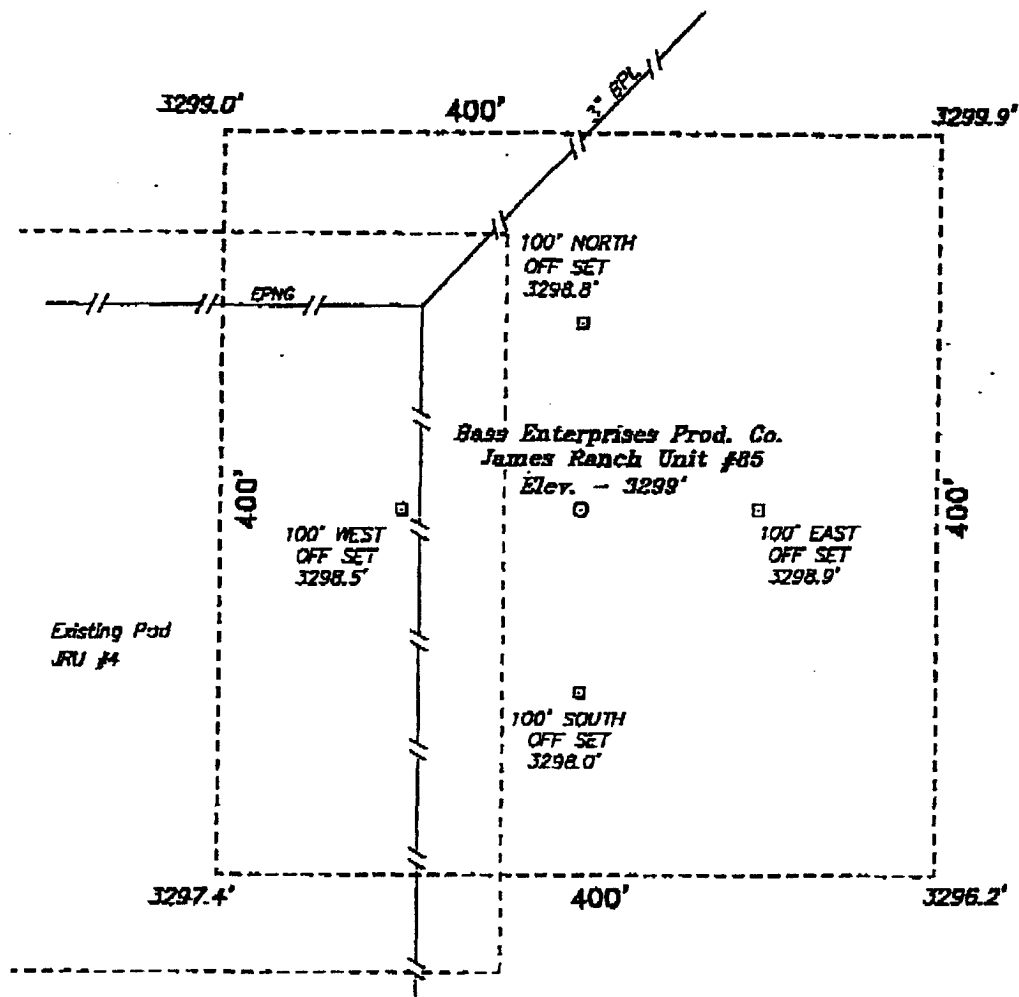 3" BPL
3299.0'
400'
3299.9'
100' NORTH
OFF SET
3298.8'
EPNG
Bass Enterprises Prod. Co.
James Ranch Unit #85
Elev. - 3299'
400'
400'
100' WEST
OFF SET
3298.5'
100' EAST
OFF SET
3298.9'
Existing Pad
JRU #4
100' SOUTH
OFF SET
3298.0'
3297.4'
400'
3296.2'